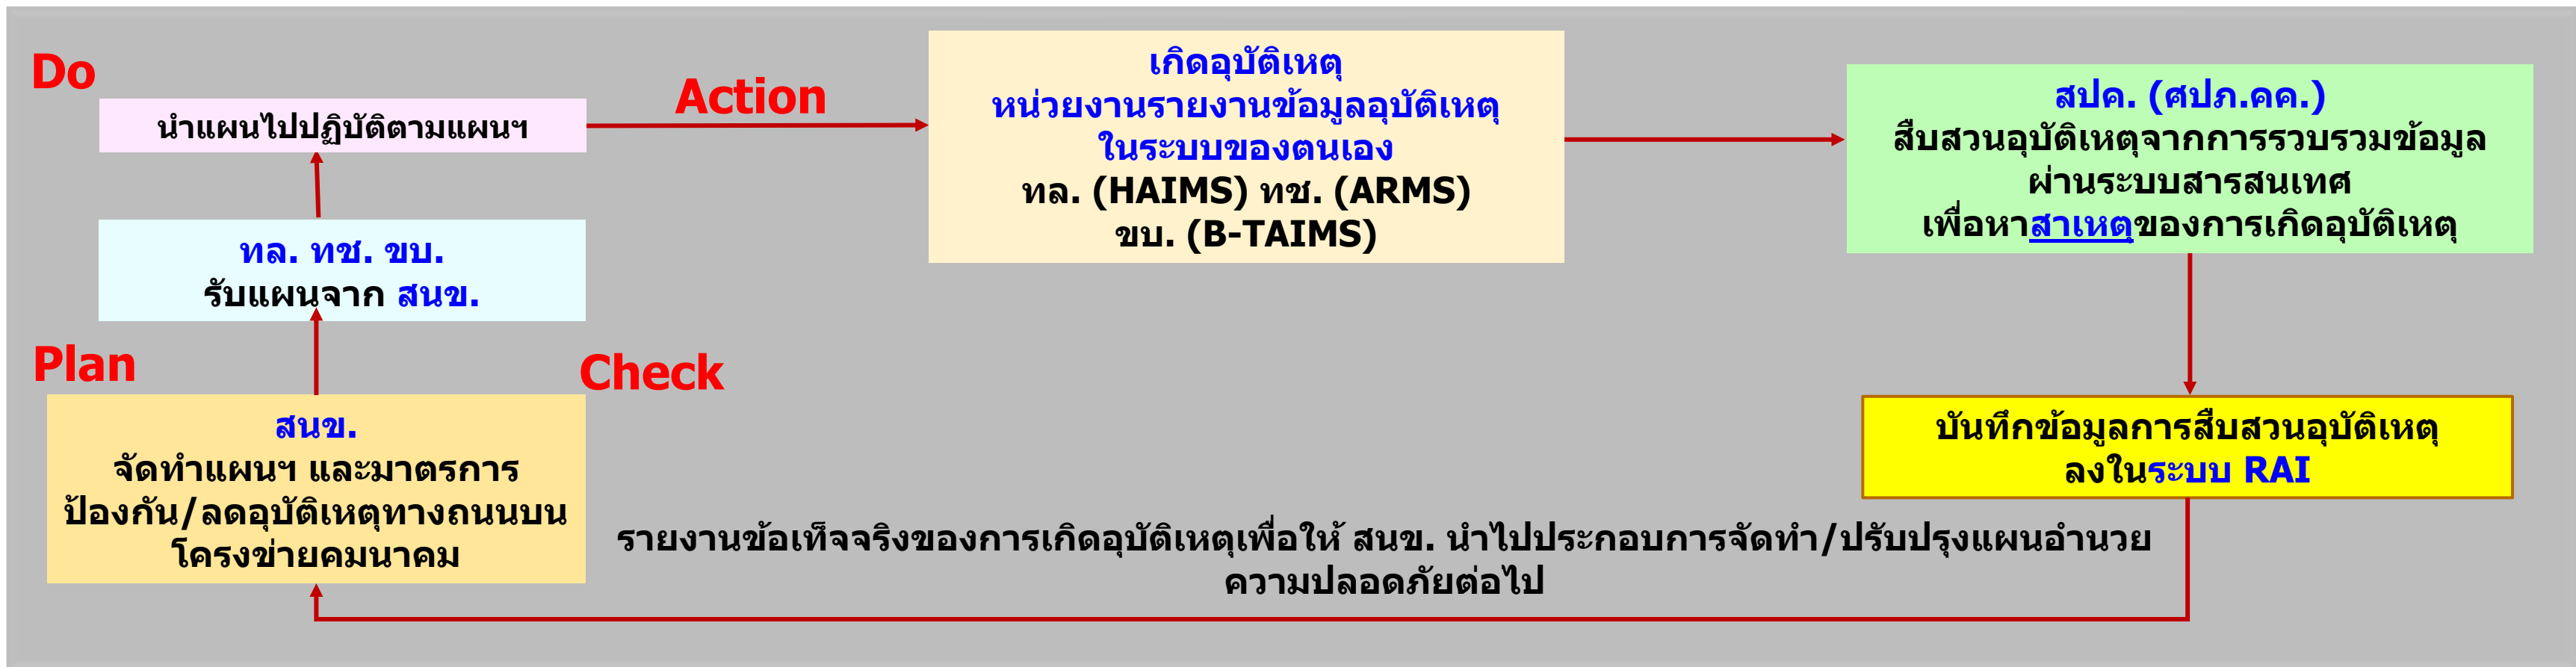 Do
นำแผนไปปฏิบัติตามแผนฯ
Action
เกิดอุบัติเหตุ
หน่วยงานรายงานข้อมูลอุบัติเหตุ
ในระบบของตนเอง
ทล. (HAIMS) ทช. (ARMS)
ขบ. (B-TAIMS)
สปค. (ศปภ.คค.)
สืบสวนอุบัติเหตุจากการรวบรวมข้อมูล
ผ่านระบบสารสนเทศ
เพื่อหาสาเหตุของการเกิดอุบัติเหตุ
ทล. ทช. ขบ.
รับแผนจาก สนข.
Plan
Check
สนข.
จัดทำแผนฯ และมาตรการ
ป้องกัน/ลดอุบัติเหตุทางถนนบน
โครงข่ายคมนาคม
บันทึกข้อมูลการสืบสวนอุบัติเหตุ
ลงในระบบ RAI
รายงานข้อเท็จจริงของการเกิดอุบัติเหตุเพื่อให้ สนข. นำไปประกอบการจัดทำ/ปรับปรุงแผนอำนวย
ความปลอดภัยต่อไป